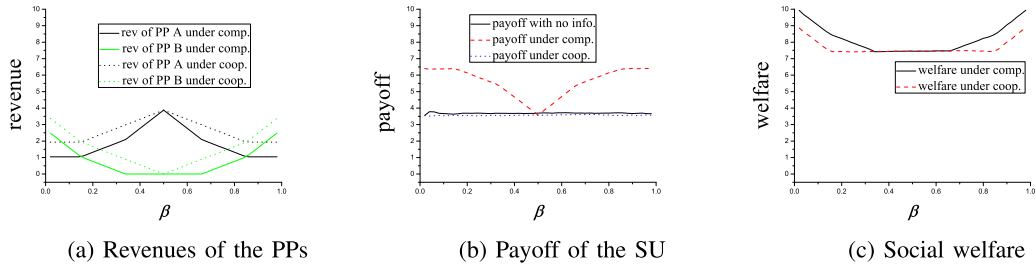 10
9
8
7
6
5
4
3
2
1
0
revenue
rev of PP A under comp.
rev of PP B under comp.
rev of PP A under coop.
rev of PP B under coop.
0.0 0.2 0.4 0.6 0.8 1.0
β
(a) Revenues of the PPs
10
9
8
7
6
5
4
3
2
1
0
payoff
payoff with no info.
payoff under comp.
payoff under coop.
0.0 0.2 0.4 0.6 0.8 1.0
β
(b) Payoff of the SU
10
9
8
7
6
5
4
3
2
1
0
welfare
welfare under comp.
welfare under coop.
0.0 0.2 0.4 0.6 0.8 1.0
β
(c) Social welfare